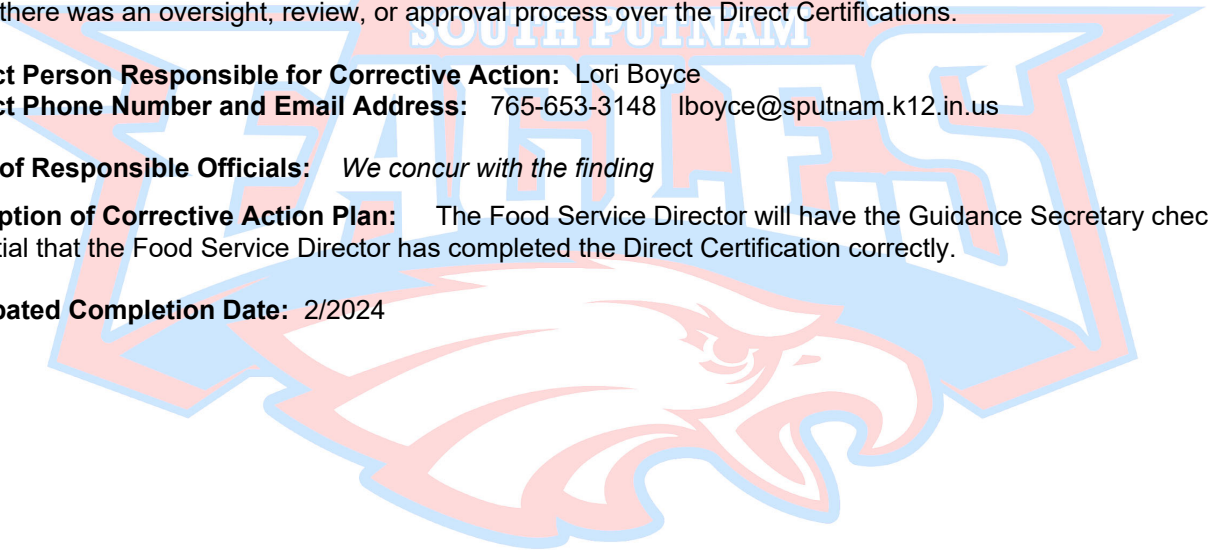 there was an oversight, review, or approval process over the Direct Certifications.
SOUTH PUTNAM
EAGLES
ct Person Responsible for Corrective Action: Lori Boyce
ct Phone Number and Email Address: 765-653-3148 lboyce@sputnam.k12.in.us
of Responsible Officials: We concur with the finding
ption of Corrective Action Plan: The Food Service Director will have the Guidance Secretary chec
tial that the Food Service Director has completed the Direct Certification correctly.
pated Completion Date: 2/2024